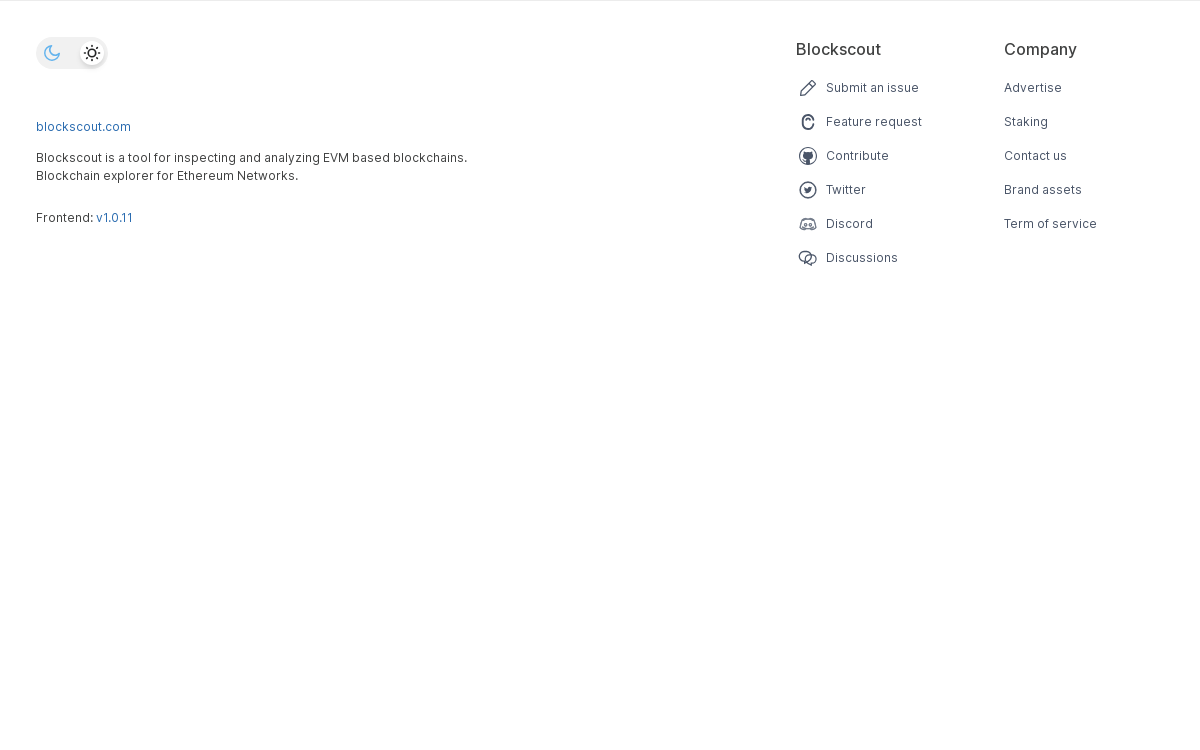 blockscout.com
Blockscout is a tool for inspecting and analyzing EVM based blockchains.
Blockchain explorer for Ethereum Networks.
Frontend: v1.0.11
Blockscout
Submit an issue
Feature request
Contribute
Twitter
Discord
Discussions
Company
Advertise
Staking
Contact us
Brand assets
Term of service